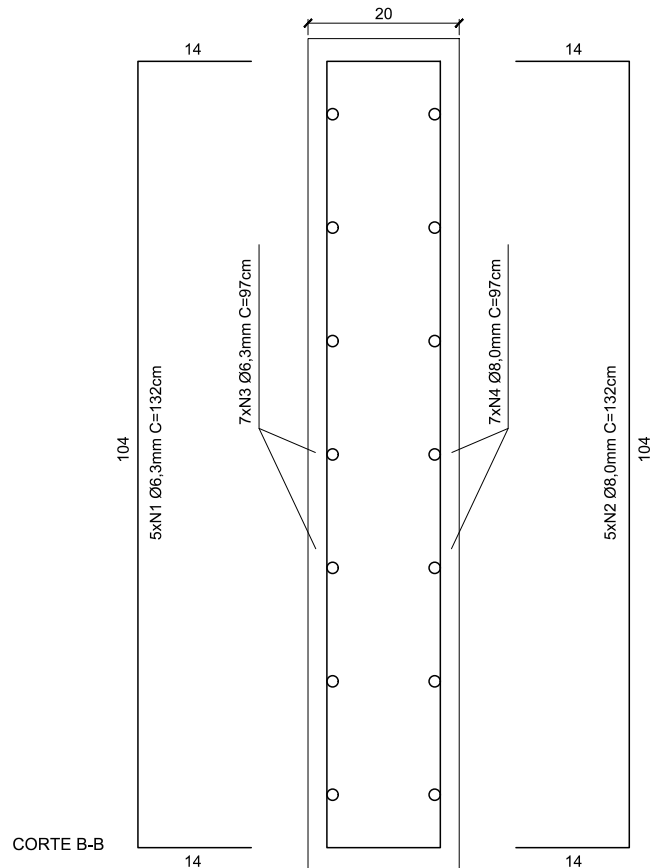 20
14
14
7xN3 Ø6,3mm C=97cm
7xN4 Ø8,0mm C=97cm
104
5xN1 Ø6,3mm C=132cm
5xN2 Ø8,0mm C=132cm
104
CORTE B-B
14
14